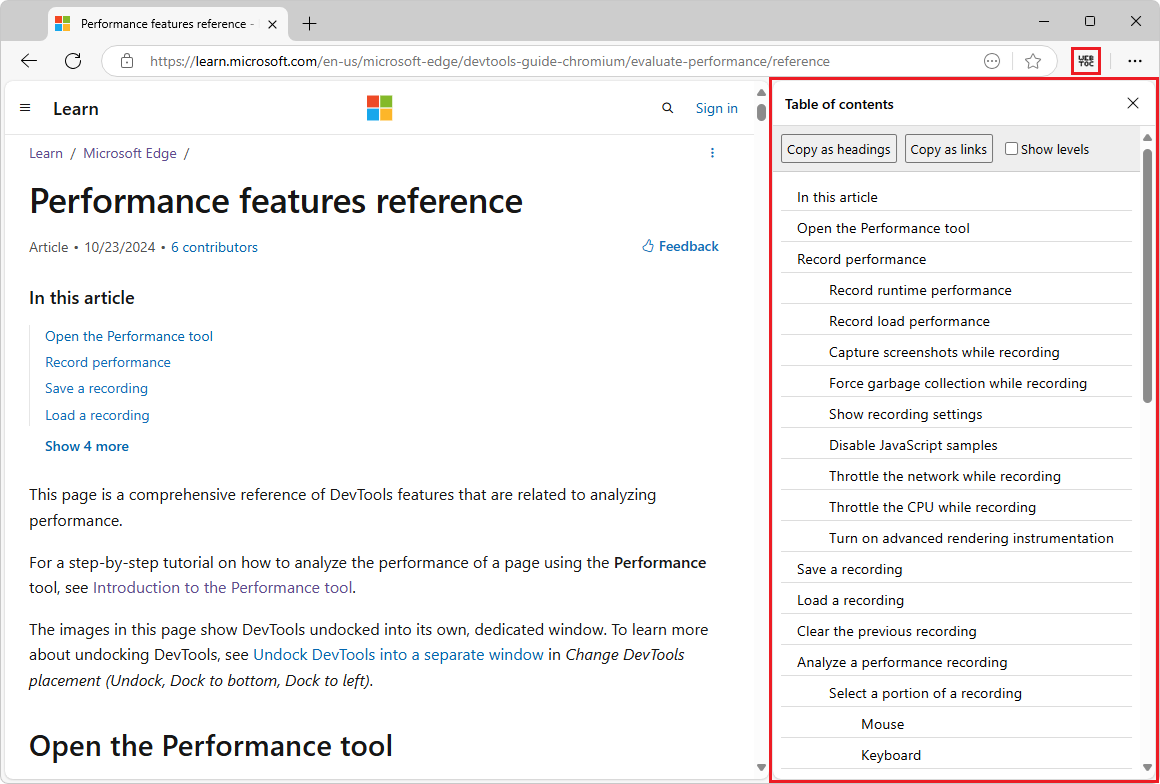 Performance features reference -
https://learn.microsoft.com/en-us/microsoft-edge/devtools-guide-chromium/evaluate-performance/reference
WEB
TOC
Learn
Sign in
Learn / Microsoft Edge /
Performance features reference
Article • 10/23/2024 • 6 contributors
Feedback
In this article
Open the Performance tool
Record performance
Save a recording
Load a recording
Show 4 more
This page is a comprehensive reference of DevTools features that are related to analyzing
performance.
For a step-by-step tutorial on how to analyze the performance of a page using the Performance
tool, see Introduction to the Performance tool.
The images in this page show DevTools undocked into its own, dedicated window. To learn more
about undocking DevTools, see Undock DevTools into a separate window in Change DevTools
placement (Undock, Dock to bottom, Dock to left).
Open the Performance tool
Table of contents
Copy as headings
Copy as links
Show levels
In this article
Open the Performance tool
Record performance
Record runtime performance
Record load performance
Capture screenshots while recording
Force garbage collection while recording
Show recording settings
Disable JavaScript samples
Throttle the network while recording
Throttle the CPU while recording
Turn on advanced rendering instrumentation
Save a recording
Load a recording
Clear the previous recording
Analyze a performance recording
Select a portion of a recording
Mouse
Keyboard